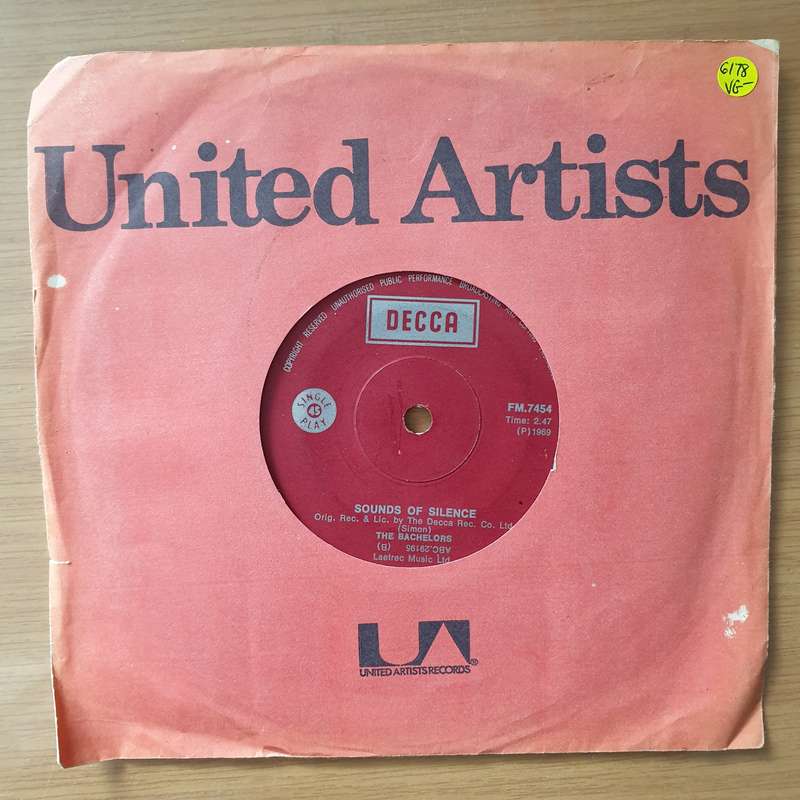 6178
VG-
United Artists
COPYRIGHT RESERVED UNAUTHORISED PUBLIC PERFORMANCE BROADCASTING AND
DECCA
SINGLE
45
PLAY
FM.7454
Time: 2.47
(P)1969
SOUNDS OF SILENCE
Orig. Rec. & Lic. by The Decca Rec. Co. Ltd
(Simon)
THE BACHELORS
ABC.29195 (B)
Laetrec Music Ltd
UA
UNITED ARTISTS RECORDS®